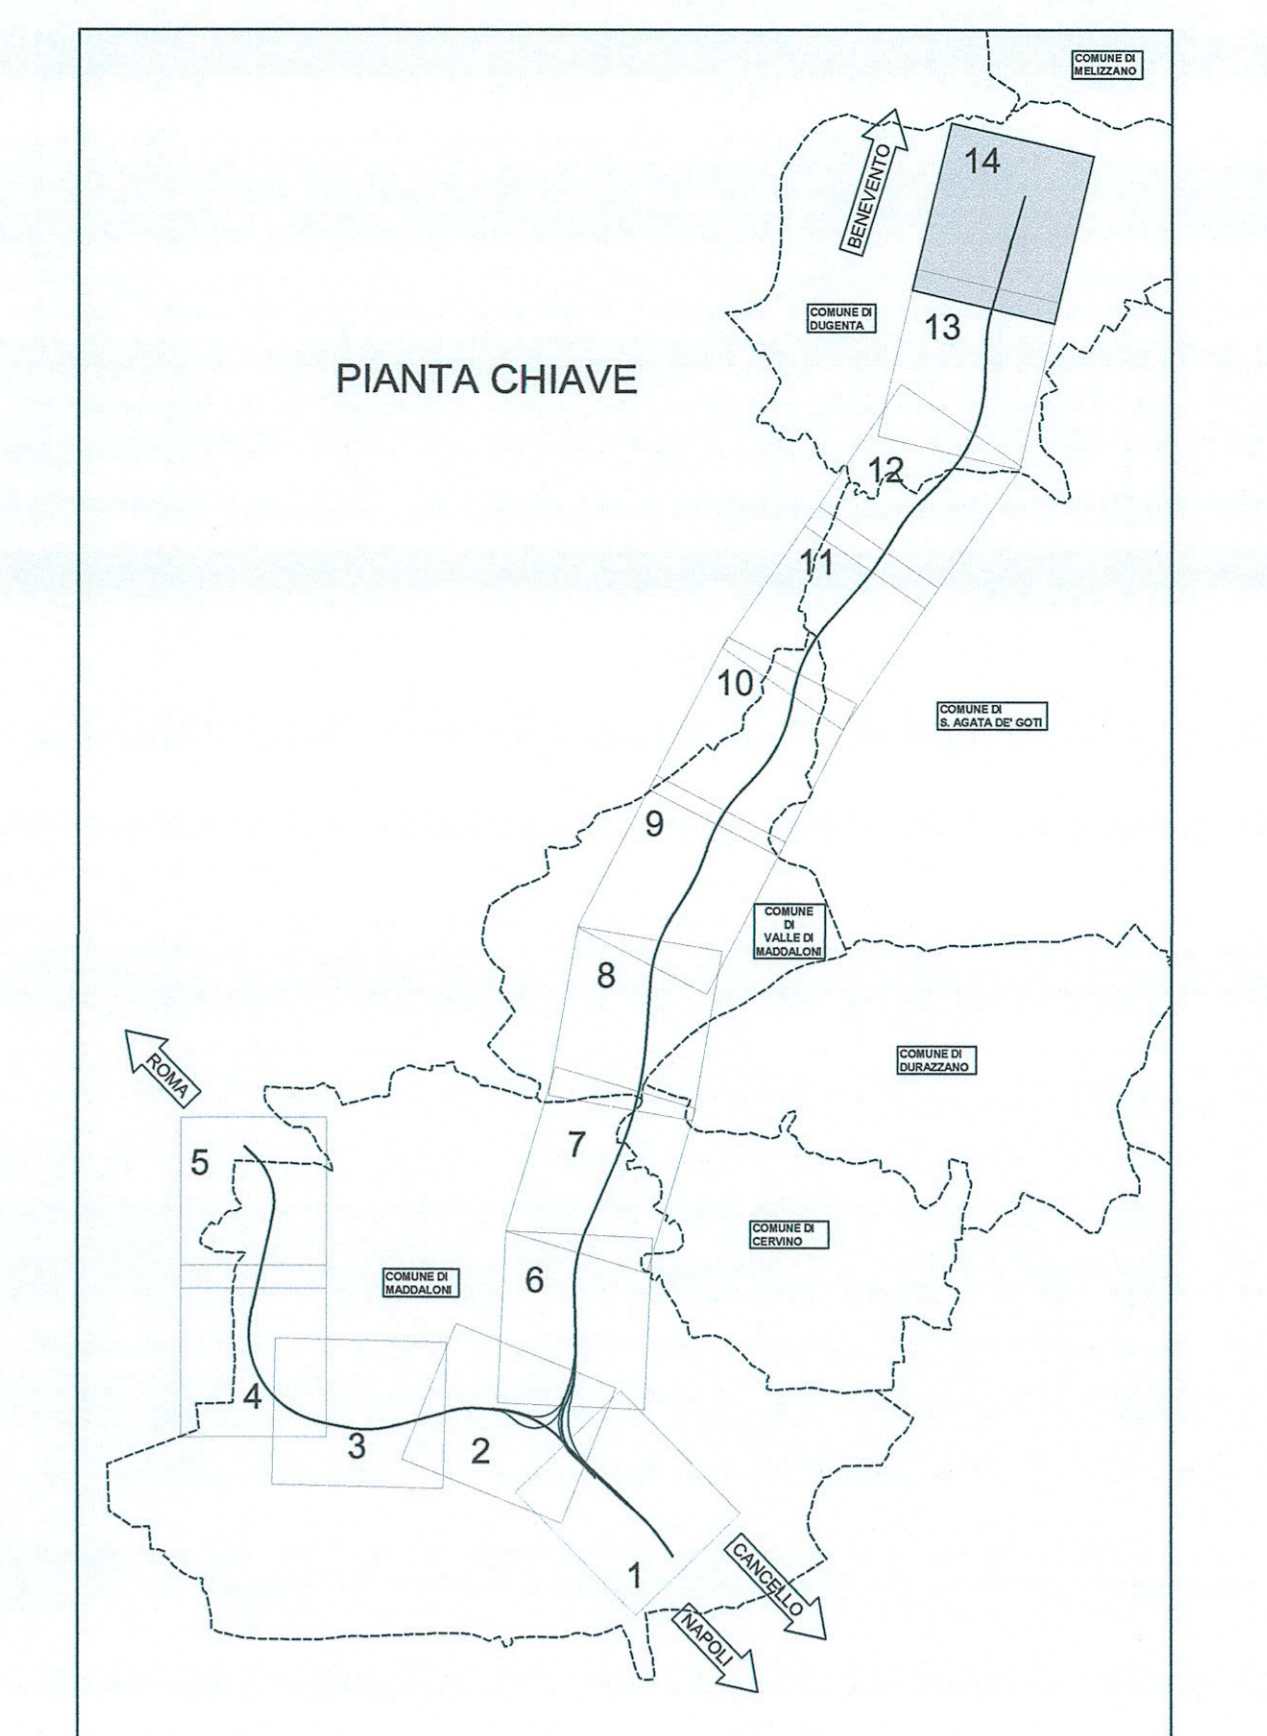 COMUNE DI
MELIZZANO
14
BENEVENTO
COMUNE DI
DUGENTA
13
PIANTA CHIAVE
12
11
10
COMUNE DI
S. AGATA DE' GOTI
9
COMUNE
DI
VALLE DI
MADDALONI
8
ROMA
COMUNE DI
DURAZZANO
7
5
COMUNE DI
CERVINO
6
COMUNE DI
MADDALONI
4
3
2
1
CANCELLO
NAPOLI